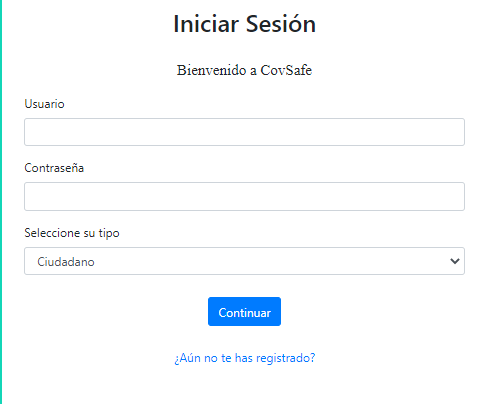 Iniciar Sesión
Bienvenido a CovSafe
Usuario
Contraseña
Seleccione su tipo
Ciudadano
Continuar
¿Aún no te has registrado?